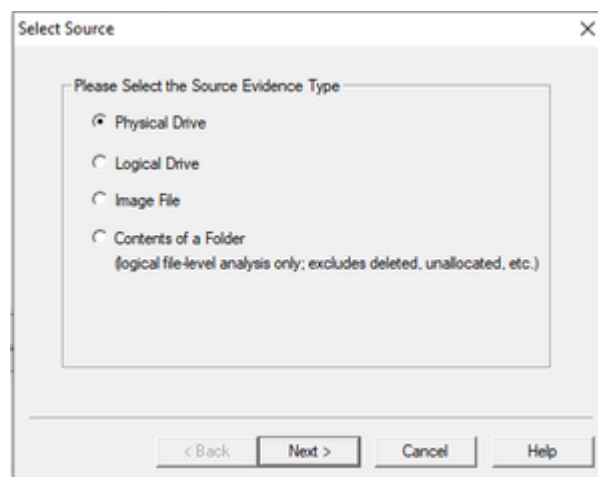 Select Source
Please Select the Source Evidence Type
Physical Drive
Logical Drive
Image File
Contents of a Folder
(logical file-level analysis only; excludes deleted, unallocated, etc.)
< Back Next > Cancel Help